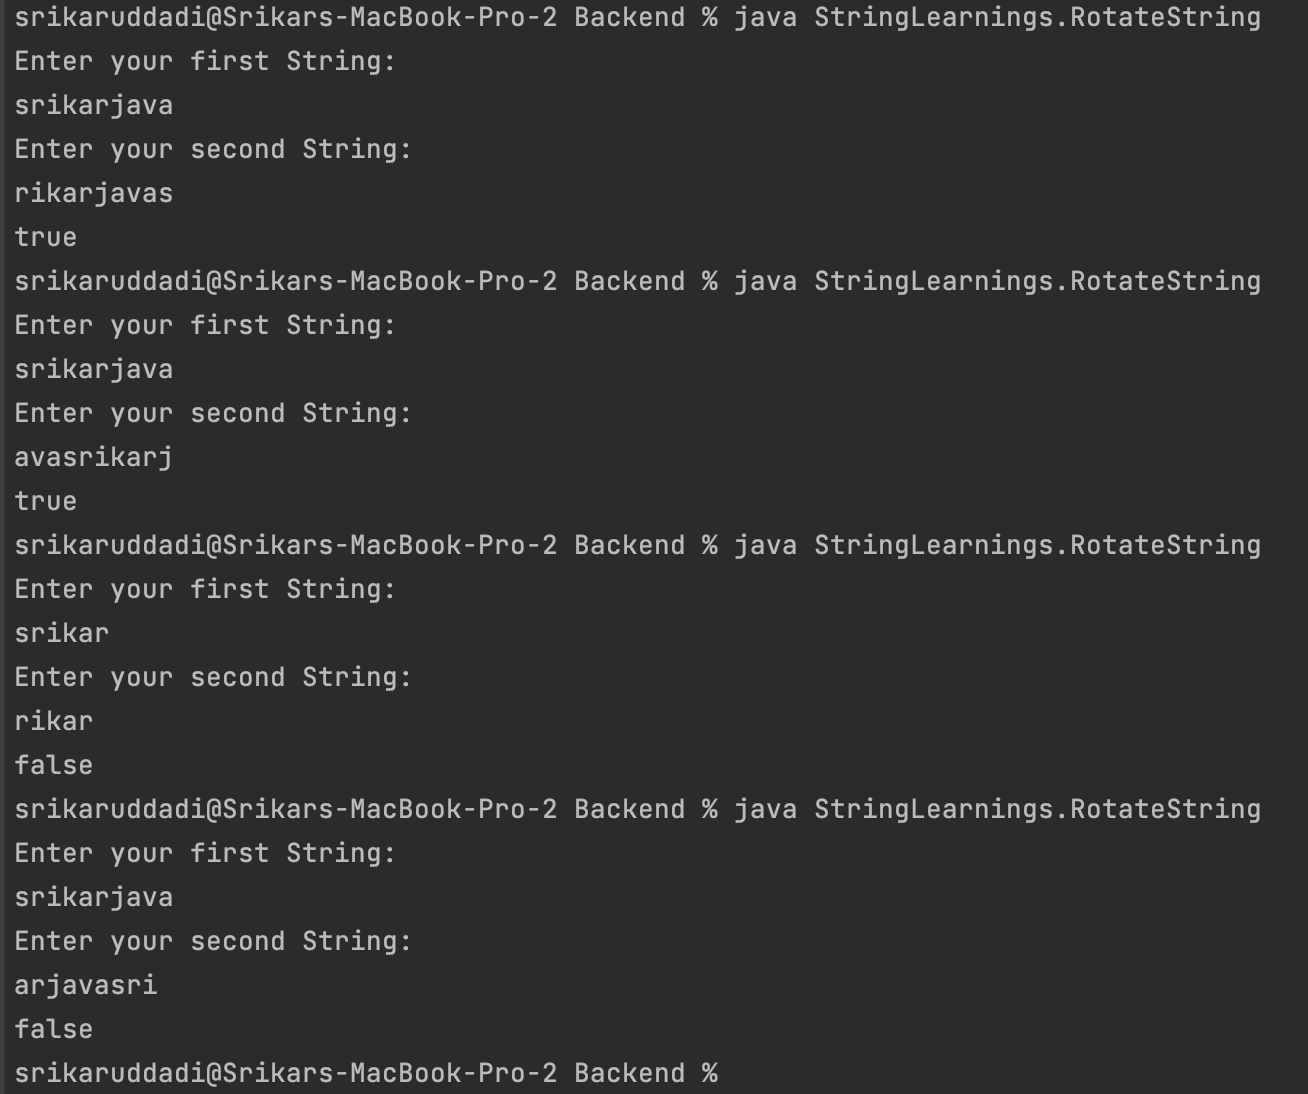 srikaruddadi@Srikars-MacBook-Pro-2 Backend % java StringLearnings.RotateString
Enter your first String:
srikarjava
Enter your second String:
rikarjavas
true
srikaruddadi@Srikars-MacBook-Pro-2 Backend % java StringLearnings.RotateString
Enter your first String:
srikarjava
Enter your second String:
avasrikarj
true
srikaruddadi@Srikars-MacBook-Pro-2 Backend % java StringLearnings.RotateString
Enter your first String:
srikar
Enter your second String:
rikar
false
srikaruddadi@Srikars-MacBook-Pro-2 Backend % java StringLearnings.RotateString
Enter your first String:
srikarjava
Enter your second String:
arjavasri
false
srikaruddadi@Srikars-MacBook-Pro-2 Backend %